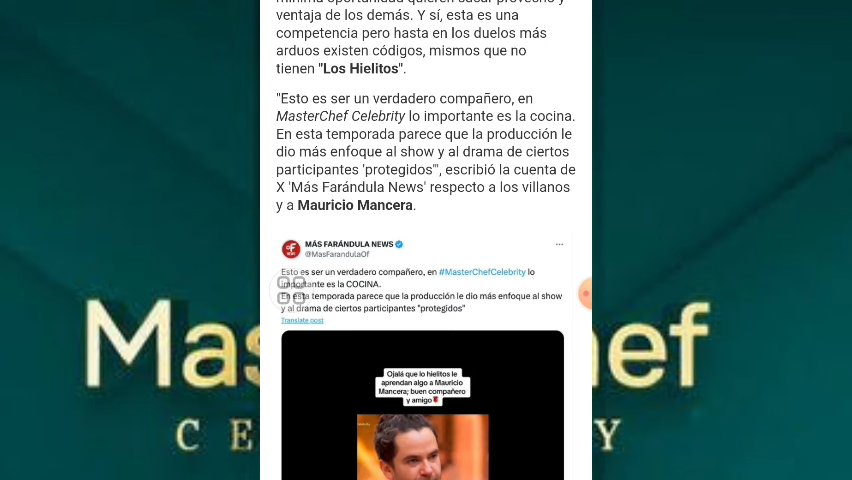 mínima oportunidad quieren sacar provecho y
ventaja de los demás. Y sí, esta es una
competencia pero hasta en los duelos más
arduos existen códigos, mismos que no
tienen "Los Hielitos".
"Esto es ser un verdadero compañero, en
MasterChef Celebrity lo importante es la cocina.
En esta temporada parece que la producción le
dio más enfoque al show y al drama de ciertos
participantes 'protegidos'", escribió la cuenta de
X 'Más Farándula News' respecto a los villanos
y a Mauricio Mancera.
MÁS FARÁNDULA NEWS
@MasFarandulaOf
Esto es ser un verdadero compañero, en #MasterChefCelebrity lo
importante es la COCINA.
En esta temporada parece que la producción le dio más enfoque al show
y al drama de ciertos participantes "protegidos"
Translate post
Ojalá que lo hielitos le
aprendan algo a Mauricio
Mancera; buen compañero
y amigo
Mas
ef
CE
Y